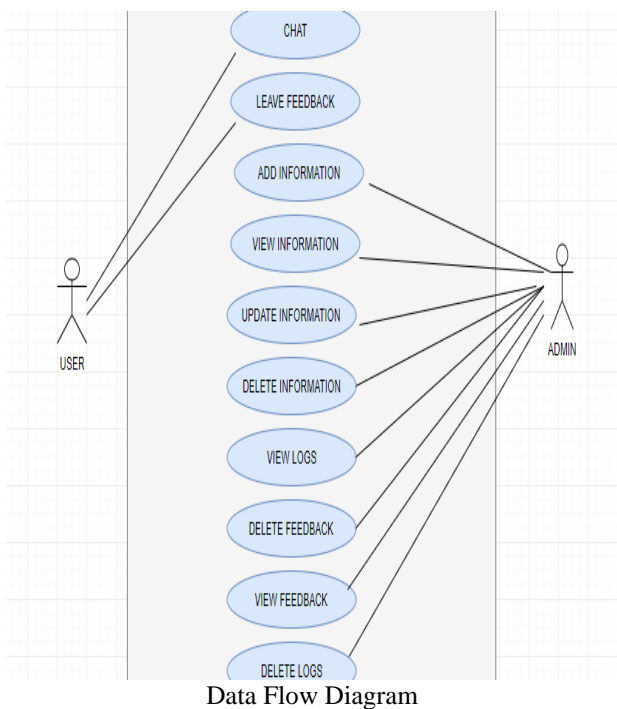 CHAT
LEAVE FEEDBACK
ADD INFORMATION
VIEW INFORMATION
UPDATE INFORMATION
USER
ADMIN
DELETE INFORMATION
VIEW LOGS
DELETE FEEDBACK
VIEW FEEDBACK
DELETE LOGS
Data Flow Diagram